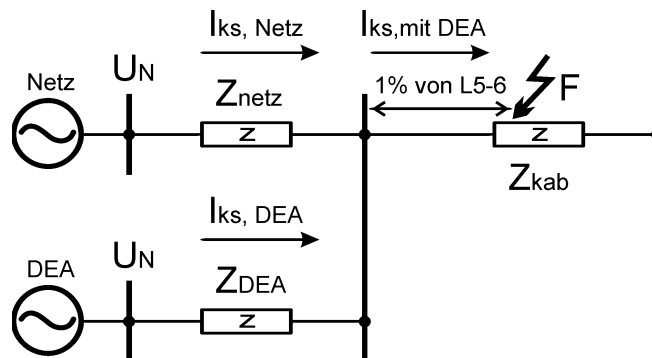 Iks, Netz Iks,mit DEA
Netz UN Znetz 1% von L5-6 F
Z Z
Zkab
Iks, DEA
DEA UN ZDEA
Z